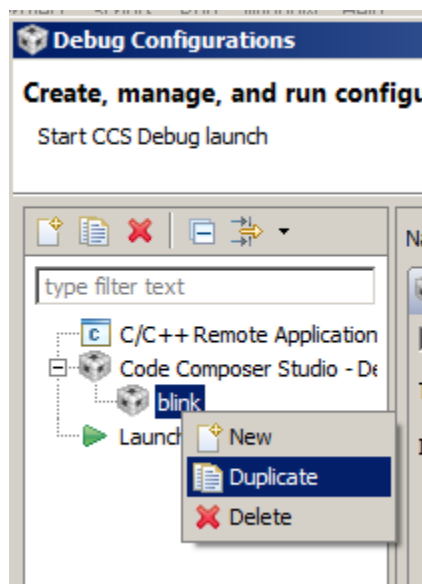 Debug Configurations
Create, manage, and run configu
Start CCS Debug launch
type filter text
C/C++ Remote Application
Code Composer Studio - De
blink
Launch
New
Duplicate
Delete